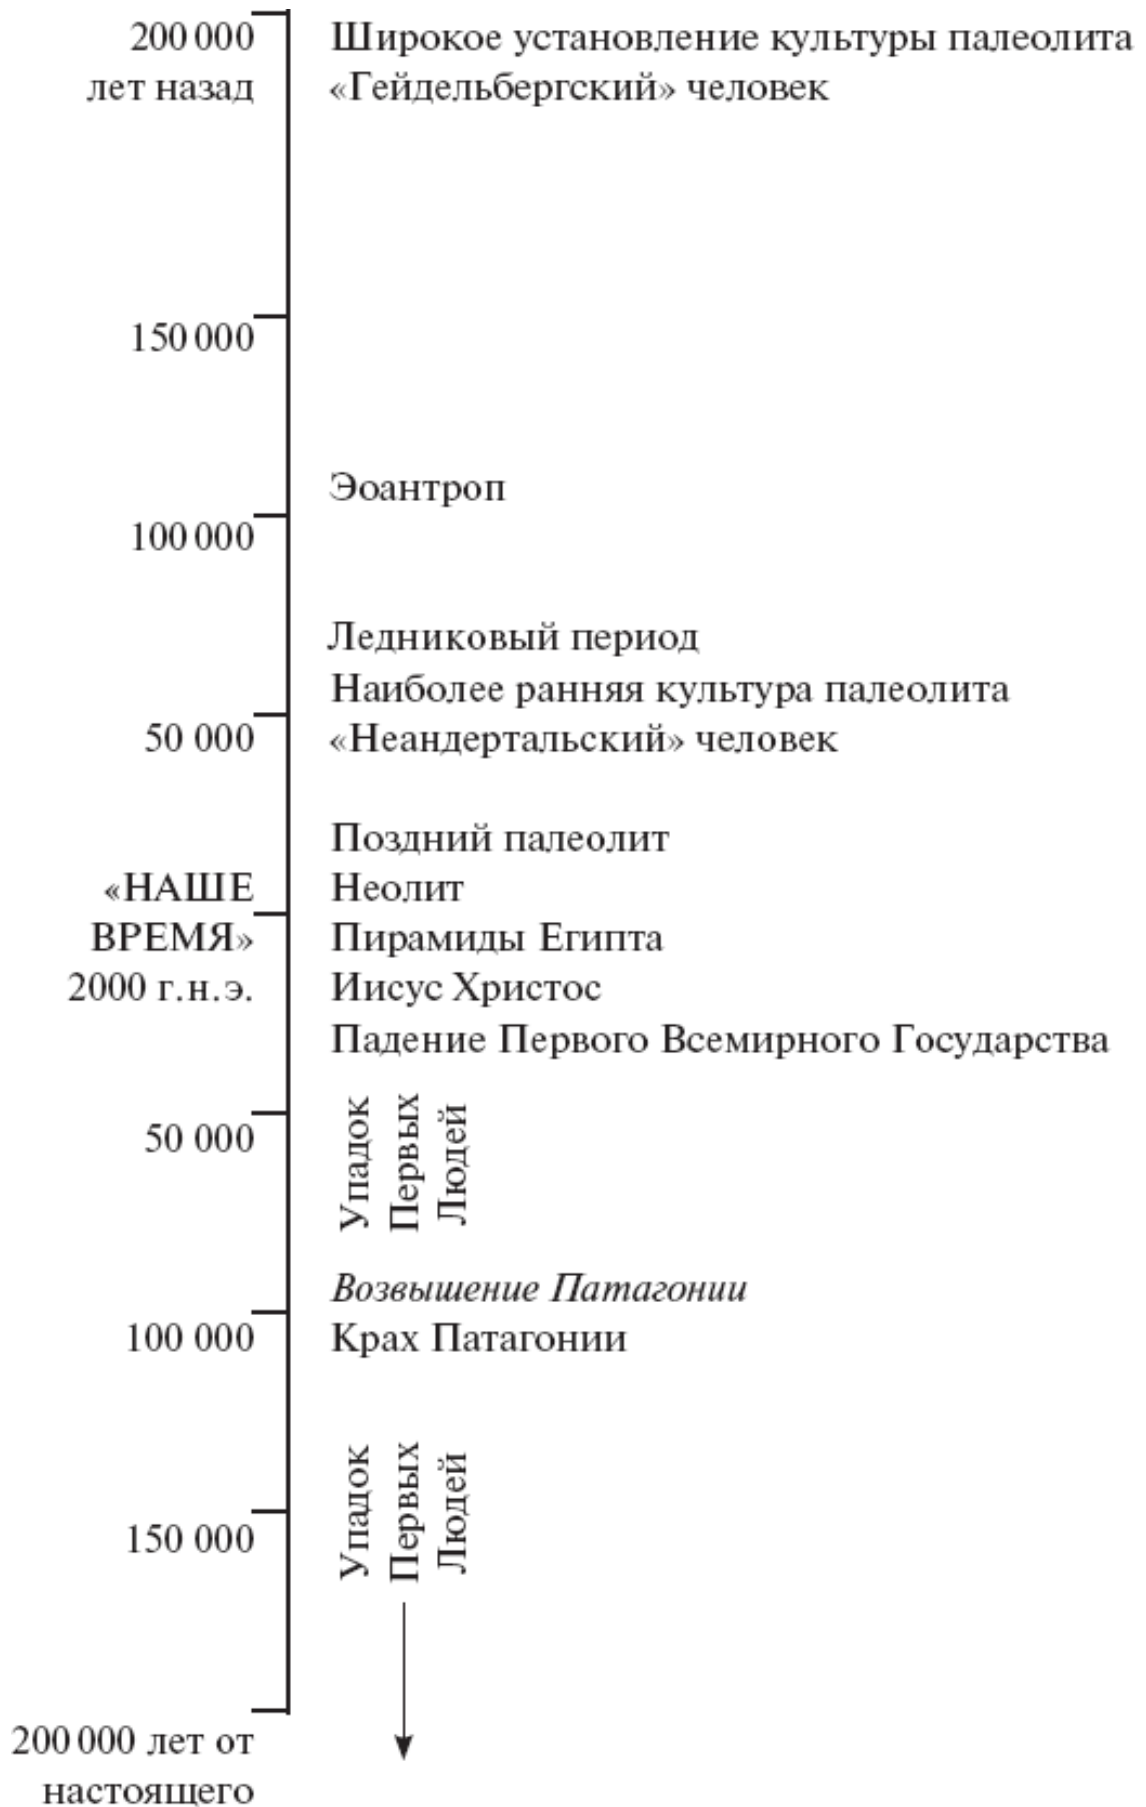 200 000
лет назад
Широкое установление культуры палеолита
«Гейдельбергский» человек
150 000
Эоантроп
100 000
Ледниковый период
Наиболее ранняя культура палеолита
50 000
«Неандертальский» человек
Поздний палеолит
«НАШЕ
ВРЕМЯ»
2000 г.н.э.
Неолит
Пирамиды Египта
Иисус Христос
Падение Первого Всемирного Государства
50 000
Упадок
Первых
Людей
Возвышение Патагонии
100 000
Крах Патагонии
150 000
Упадок
Первых
Людей
200 000 лет от
настоящего